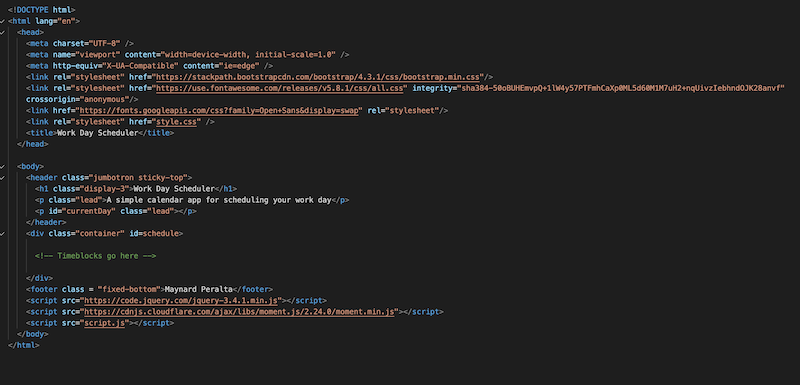 <!DOCTYPE html>
<html lang="en">
<head>
<meta charset="UTF-8" />
<meta name="viewport" content="width=device-width, initial-scale=1.0" />
<meta http-equiv="X-UA-Compatible" content="ie=edge" />
<link rel="stylesheet" href="https://stackpath.bootstrapcdn.com/bootstrap/4.3.1/css/bootstrap.min.css"/>
<link rel="stylesheet" href="https://use.fontawesome.com/releases/v5.8.1/css/all.css" integrity="sha384-50oBUHEmvpQ+1lW4y57PTFmhCaXp0ML5d60M1M7uH2+nqUivzIebhndOJK28anvf"
crossorigin="anonymous"/>
<link href="https://fonts.googleapis.com/css?family=Open+Sans&display=swap" rel="stylesheet"/>
<link rel="stylesheet" href="style.css" />
<title>Work Day Scheduler</title>
</head>
<body>
<header class="jumbotron sticky-top">
<h1 class="display-3">Work Day Scheduler</h1>
<p class="lead">A simple calendar app for scheduling your work day</p>
<p id="currentDay" class="lead"></p>
</header>
<div class="container" id=schedule>
<!-- Timeblocks go here -->
</div>
<footer class = "fixed-bottom">Maynard Peralta</footer>
<script src="https://code.jquery.com/jquery-3.4.1.min.js"></script>
<script src="https://cdnjs.cloudflare.com/ajax/libs/moment.js/2.24.0/moment.min.js"></script>
<script src="script.js"></script>
</body>
</html>